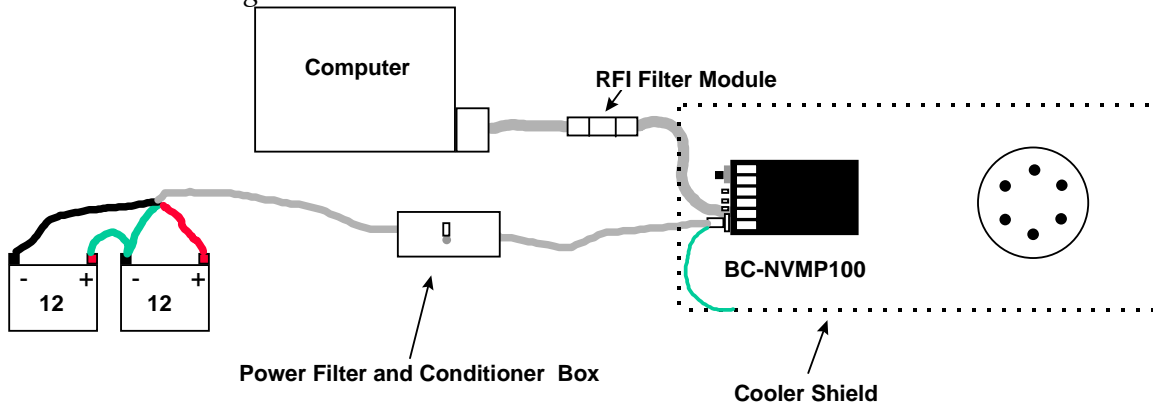 Computer
RFI Filter Module
BC-NVMP100
- + - +
12 12
Power Filter and Conditioner Box
Cooler Shield